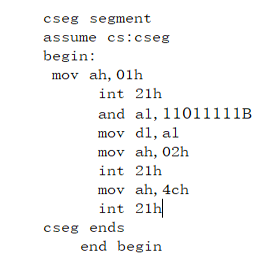 cseg segment
assume cs:cseg
begin:
mov ah,01h
int 21h
and al,11011111B
mov dl,al
mov ah,02h
int 21h
mov ah,4ch
int 21h
cseg ends
end begin